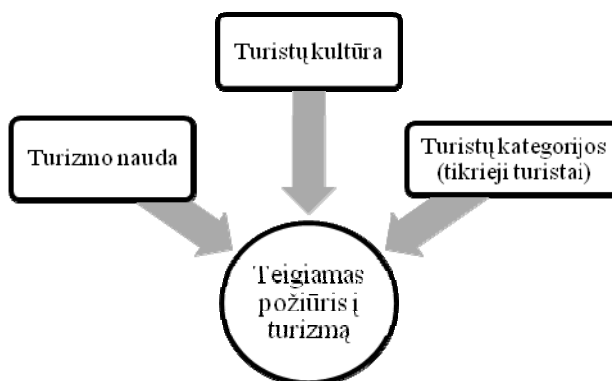 Turistų kultūra
Turizmo nauda
Turistų kategorijos
(tikrieji turistai)
Teigiamas
požiūris į
turizmą